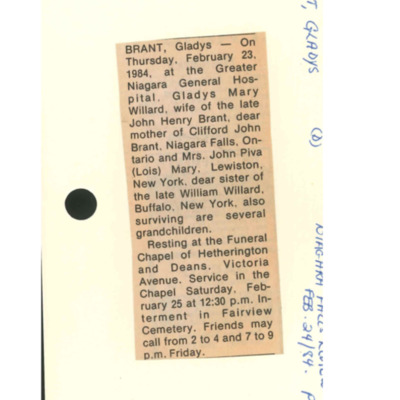 BRANT, Gladys — On
Thursday, February 23,
1984, at the Greater
Niagara General Hos-
pital. Gladys Mary
Willard, wife of the late
John Henry Brant, dear
mother of Clifford John
Brant, Niagara Falls, On-
tario and Mrs. John Piva
(Lois) Mary, Lewiston,
New York, dear sister of
the late William Willard,
Buffalo, New York, also
surviving are several
grandchildren.
Resting at the Funeral
Chapel of Hetherington
and Deans, Victoria
Avenue. Service in the
Chapel Saturday, Feb-
ruary 25 at 12:30 p.m. In-
terment in Fairview
Cemetery. Friends may
call from 2 to 4 and 7 to 9
p.m. Friday.
T, GLADYS (d)
NIAGARA FALLS
FEB. 24/84.